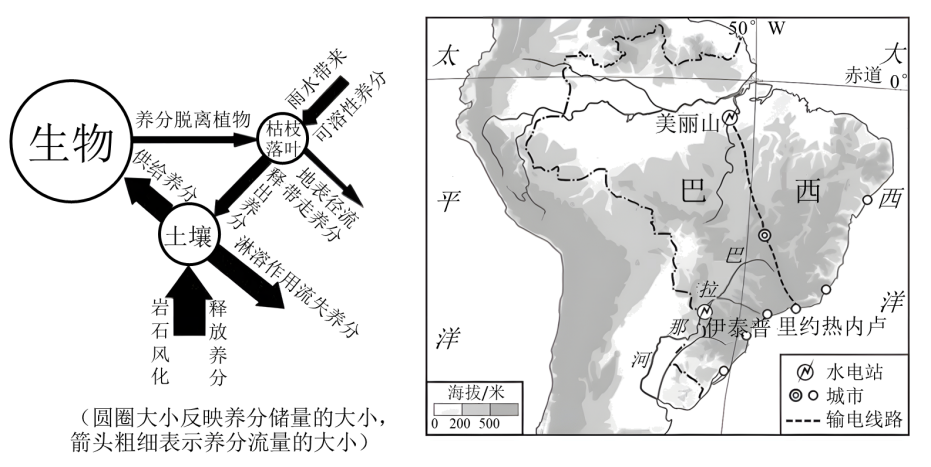 生物
养分脱离植物
枯枝
落叶
雨水带来
可溶性养分
供给养分
释放出养分
地表径流
带走养分
土壤
淋溶作用流失养分
岩石风化
释放养分
（圆圈大小反映养分储量的大小，
箭头粗细表示养分流量的大小）
50° W
太
平
洋
大
西
洋
赤道 0°
美丽山
巴 西
巴
拉
那
河
伊泰普 里约热内卢
海拔/米
0 200 500
水电站
城市
输电线路